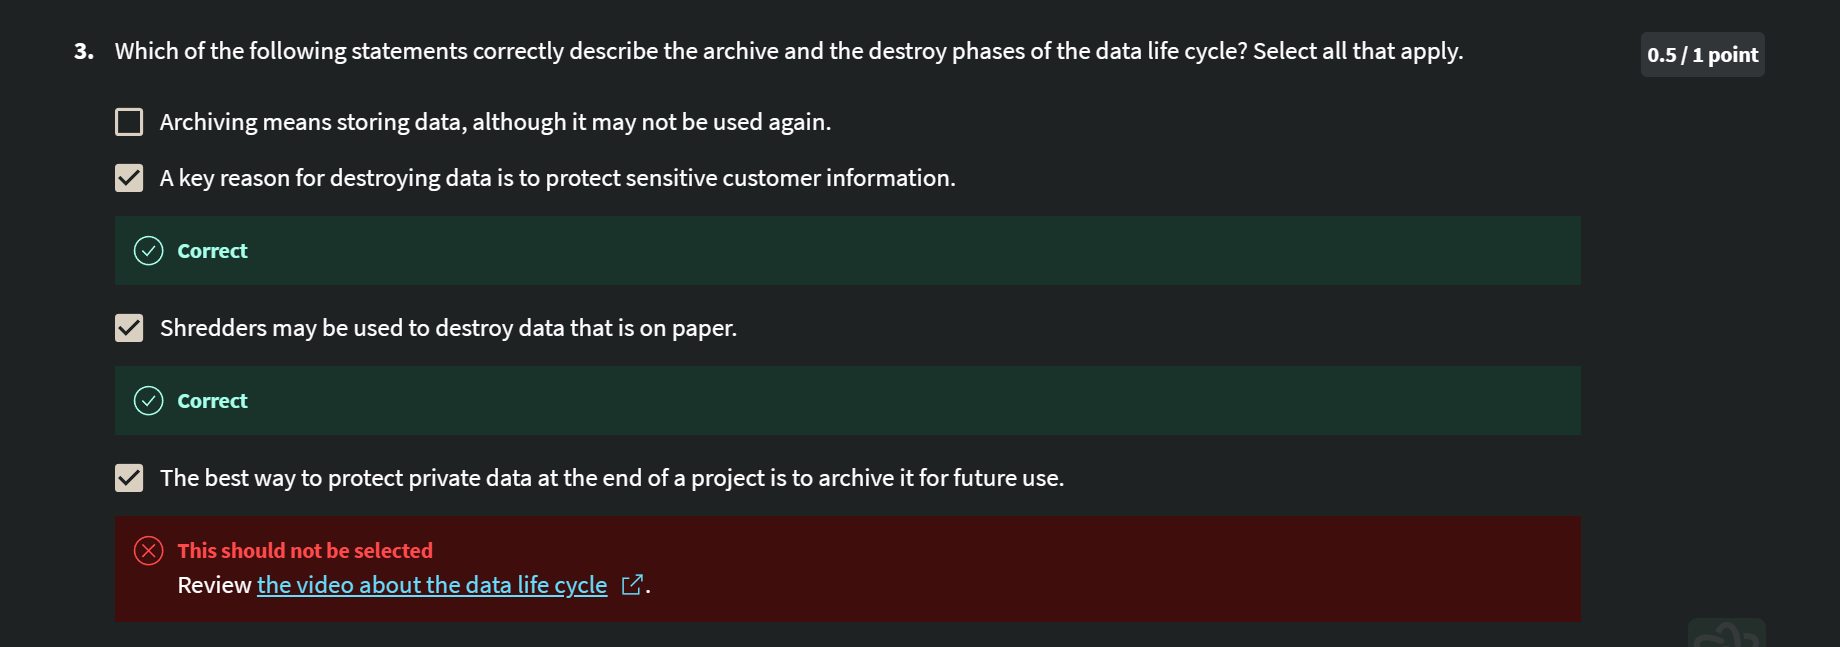 3. Which of the following statements correctly describe the archive and the destroy phases of the data life cycle? Select all that apply.
0.5 / 1 point
Archiving means storing data, although it may not be used again.
A key reason for destroying data is to protect sensitive customer information.
Correct
Shredders may be used to destroy data that is on paper.
Correct
The best way to protect private data at the end of a project is to archive it for future use.
This should not be selected
Review the video about the data life cycle.